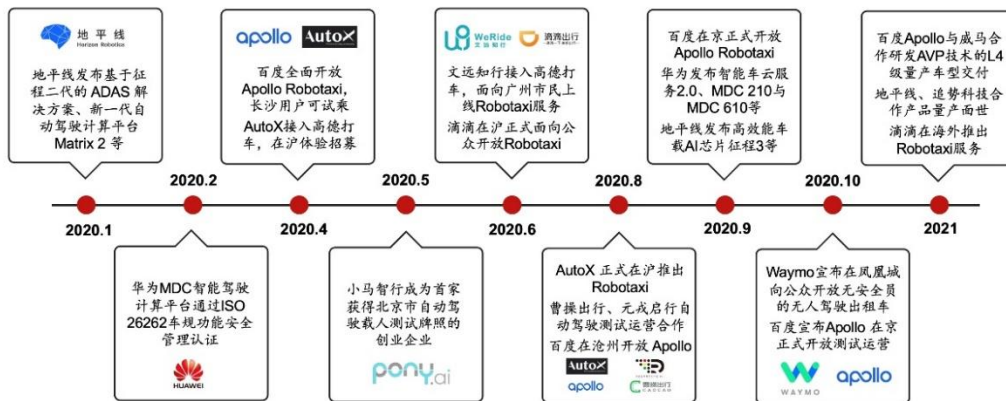 地平线
Horizon Robotics
地平线发布基于征
程二代的 ADAS 解
决方案、新一代自
动驾驶计算平台
Matrix 2 等
apollo AutoX
百度全面开放
Apollo Robotaxi,
长沙用户可试乘
AutoX接入高德打
车，在沪体验招募
WeRide
文远知行
滴滴出行
文远知行接入高德打
车，面向广州市民上
线Robotaxi服务
滴滴在沪正式面向公
众开放Robotaxi
百度在京正式开放
Apollo Robotaxi
华为发布智能车云服
务2.0、MDC 210与
MDC 610等
地平线发布高效能车
载AI芯片征程3等
百度Apollo与威马合
作研发AVP技术的L4
级量产车型交付
地平线、追势科技合
作产品量产面世
滴滴在海外推出
Robotaxi服务
2020.2 2020.5 2020.8 2020.10
2020.1 2020.4 2020.6 2020.9 2021
华为MDC智能驾驶
计算平台通过ISO
26262车规功能安全
管理认证
HUAWEI
小马智行成为首家
获得北京市自动驾
驶载人测试牌照的
创业企业
pony.ai
AutoX 正式在沪推出
Robotaxi
曹操出行、元戎启行自
动驾驶测试运营合作
百度在沧州开放 Apollo
AutoX
apollo 曹操出行
CAOCAO
Waymo宣布在凤凰城
向公众开放无安全员
的无人驾驶出租车
百度宣布Apollo 在京
正式开放测试运营
WAYMO apollo